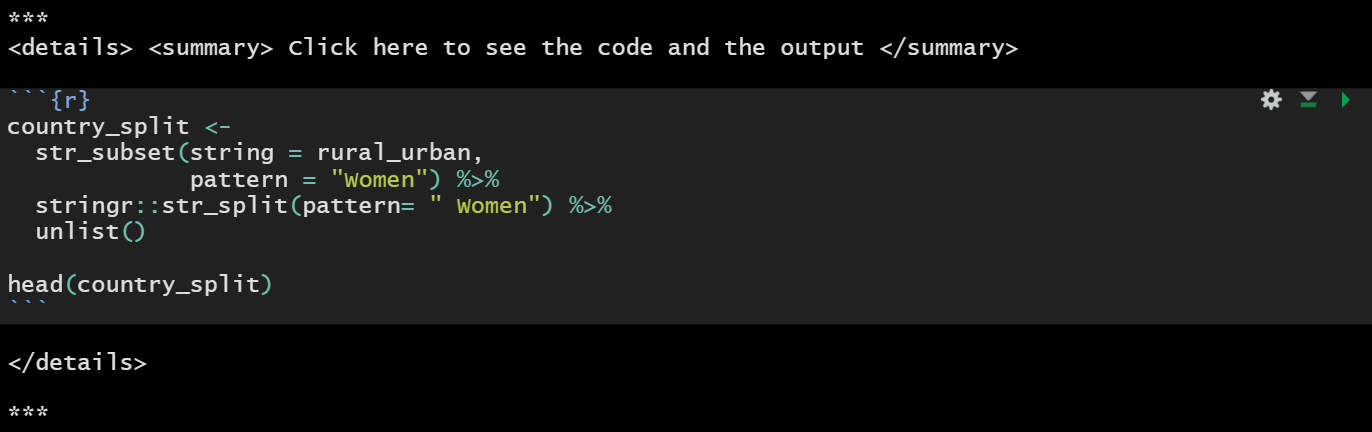 ***
<details> <summary> Click here to see the code and the output </summary>
```{r}
country_split <-
  str_subset(string = rural_urban,
             pattern = "Women") %>%
  stringr::str_split(pattern= " Women") %>%
  unlist()
head(country_split)
```
</details>
***